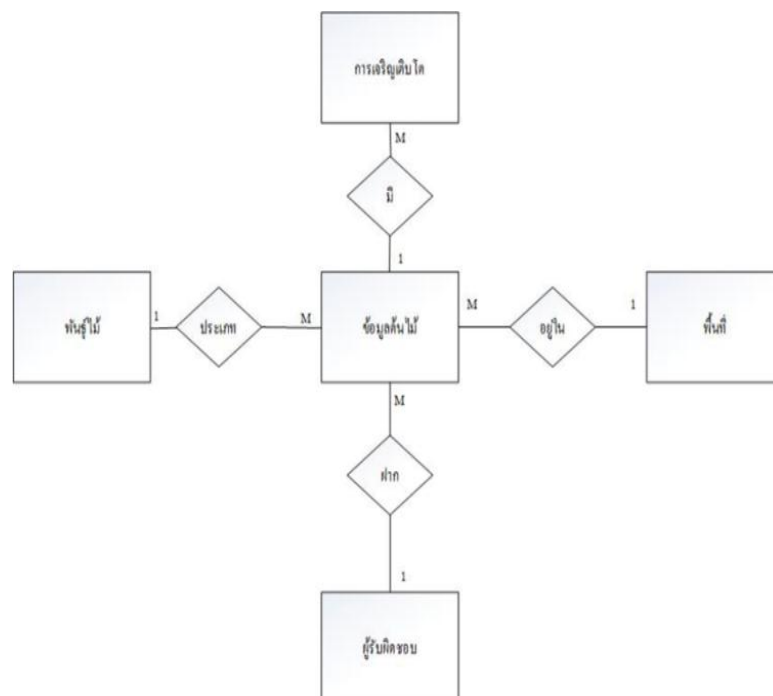 การเจริญเติบโต
M
มี
1
พันธุ์ไม้
1
ประเภท
M
ข้อมูลต้นไม้
M
อยู่ใน
1
พื้นที่
M
ฝาก
1
ผู้รับผิดชอบ